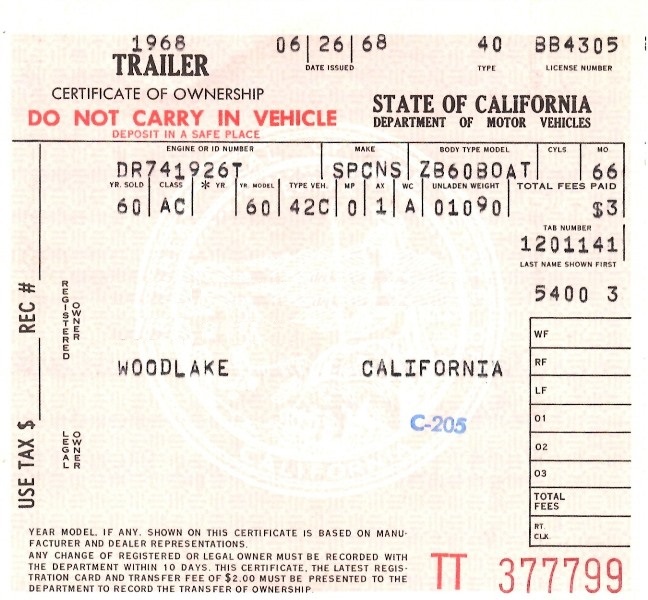 1968 06 26 68 40 BB4305
TRAILER DATE ISSUED TYPE LICENSE NUMBER
CERTIFICATE OF OWNERSHIP
DO NOT CARRY IN VEHICLE
DEPOSIT IN A SAFE PLACE
STATE OF CALIFORNIA
DEPARTMENT OF MOTOR VEHICLES
ENGINE OR ID NUMBER MAKE BODY TYPE MODEL CYLS MO
DR741926T SPCNS ZB60BOAT 66
YR. SOLD CLASS * YR. YR. MODEL TYPE VEH. MP AX WC UNLADEN WEIGHT TOTAL FEES PAID
60 AC 60 42C 0 1 A 01090 $3
TAB NUMBER
1201141
LAST NAME SHOWN FIRST
5400 3
REGISTERED OWNER
WOODLAKE CALIFORNIA
C-205
LEGAL OWNER
USE TAX $ REC #
WF
RF
LF
01
02
03
TOTAL FEES
RT. CLK.
YEAR MODEL, IF ANY, SHOWN ON THIS CERTIFICATE IS BASED ON MANU-
FACTURER AND DEALER REPRESENTATIONS.
ANY CHANGE OF REGISTERED OR LEGAL OWNER MUST BE RECORDED WITH
THE DEPARTMENT WITHIN 10 DAYS. THIS CERTIFICATE, THE LATEST REGIS-
TRATION CARD AND TRANSFER FEE OF $2.00 MUST BE PRESENTED TO THE
DEPARTMENT TO RECORD THE TRANSFER OF OWNERSHIP.
TT 377799